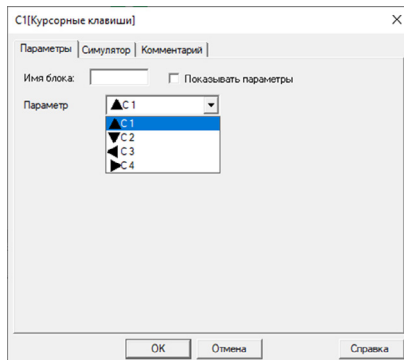 C1[Курсорные клавиши]
Параметры Симулятор Комментарий
Имя блока: Показывать параметры
Параметр ▲C 1
▲C 1
▼C 2
◀C 3
▶C 4
OK Отмена Справка